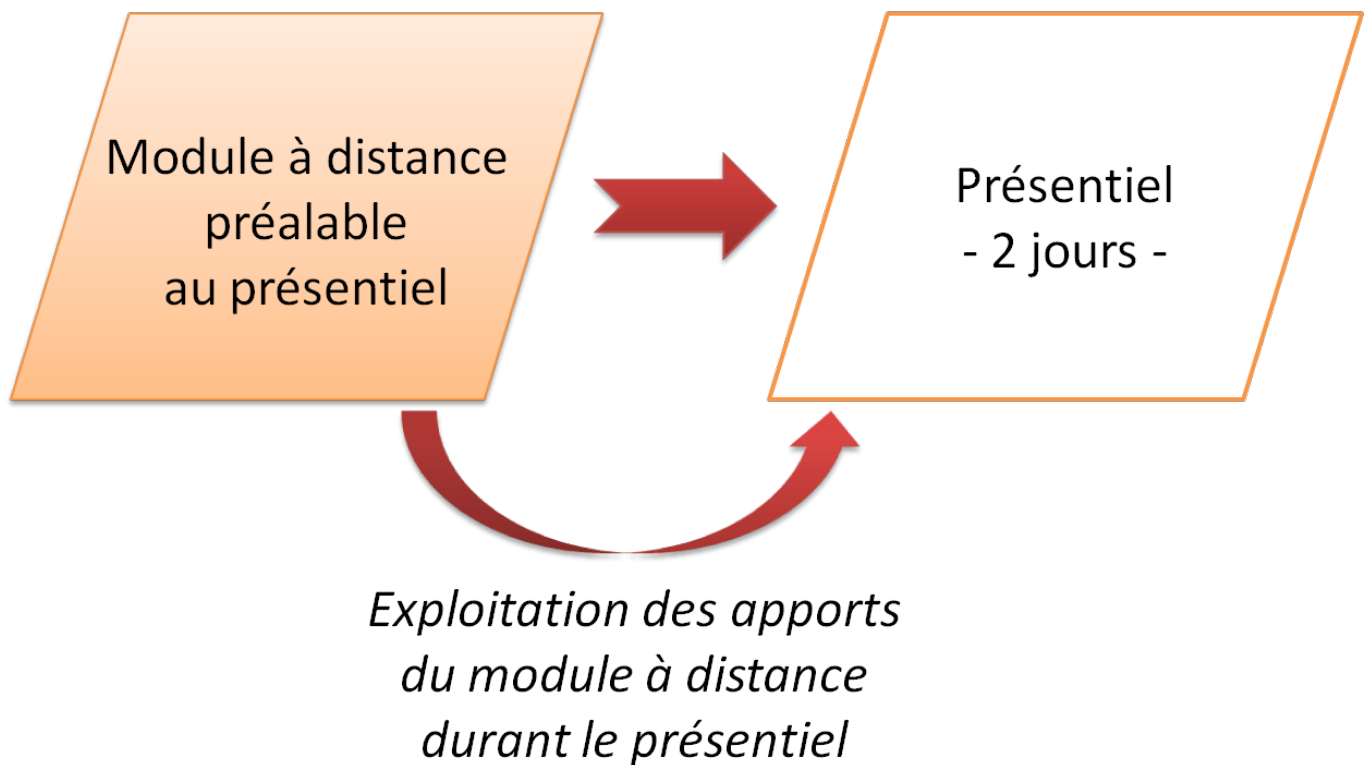 Module à distance
préalable
au présentiel
Présentiel
- 2 jours -
Exploitation des apports
du module à distance
durant le présentiel